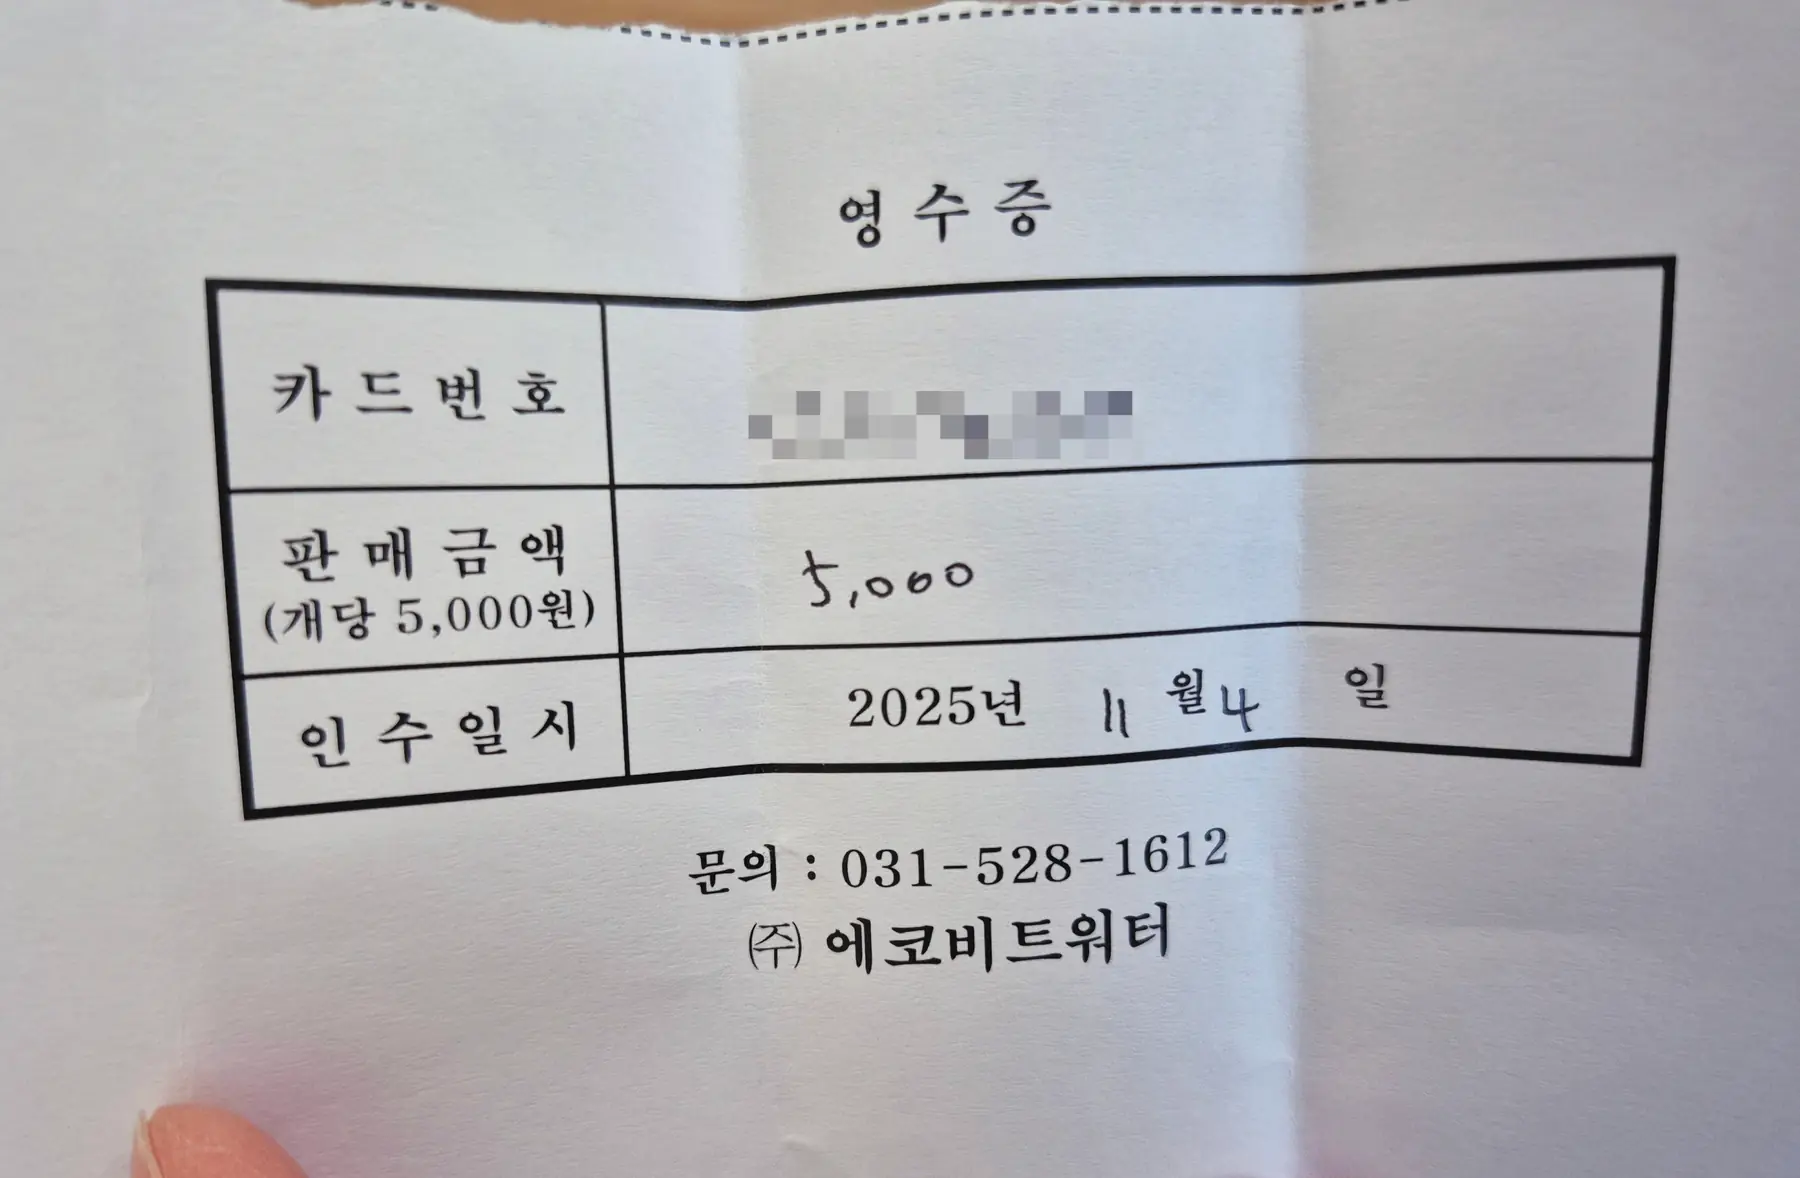 영 수 증
카 드 번 호
판 매 금 액
(개당 5,000원)
5,000
인 수 일 시
2025년 11 월 4 일
문의 : 031-528-1612
㈜ 에코비트워터